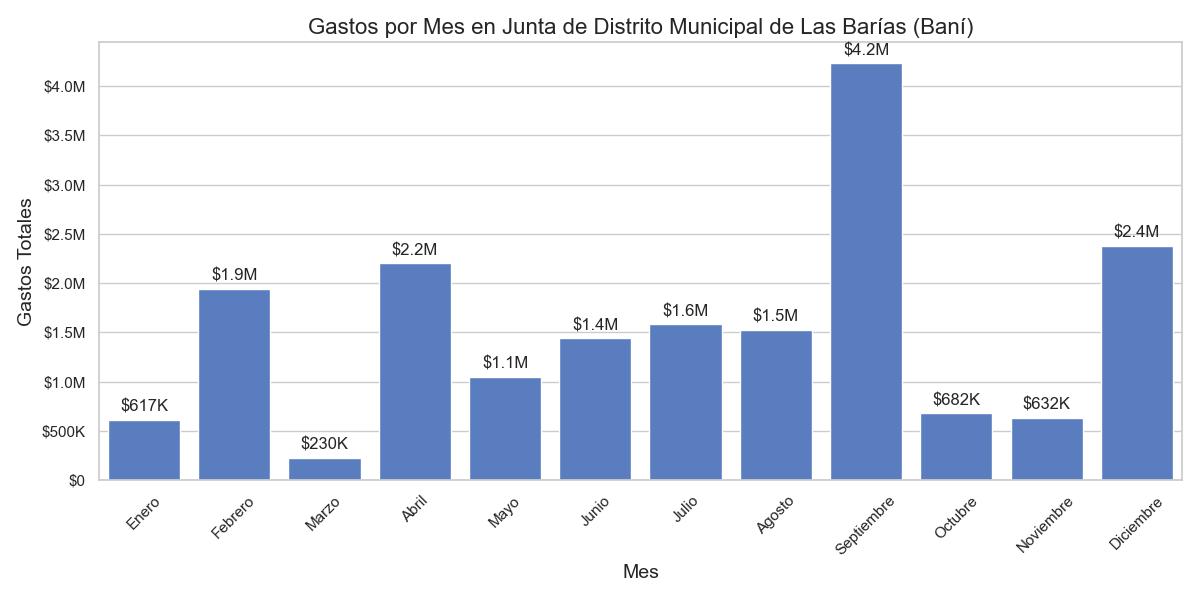 Gastos por Mes en Junta de Distrito Municipal de Las Barías (Baní)
Gastos Totales
$4.0M
$3.5M
$3.0M
$2.5M
$2.0M
$1.5M
$1.0M
$500K
$0
$617K
$1.9M
$230K
$2.2M
$1.1M
$1.4M
$1.6M
$1.5M
$4.2M
$682K
$632K
$2.4M
Enero
Febrero
Marzo
Abril
Mayo
Junio
Julio
Agosto
Septiembre
Octubre
Noviembre
Diciembre
Mes